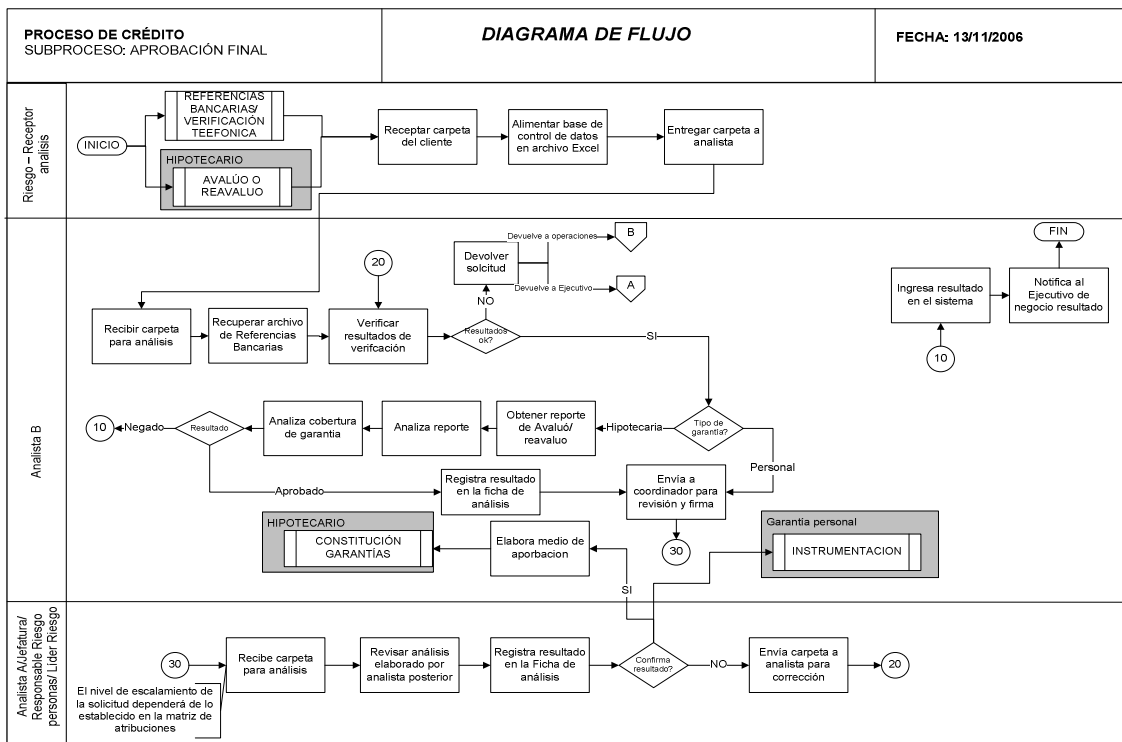 PROCESO DE CRÉDITO
SUBPROCESO: APROBACIÓN FINAL
DIAGRAMA DE FLUJO
FECHA: 13/11/2006
Riesgo – Receptor
analisis
INICIO
REFERENCIAS
BANCARIAS/
VERIFICACIÓN
TEEFONICA
HIPOTECARIO
AVALÚO O
REAVALUO
Receptar carpeta
del cliente
Alimentar base de
control de datos
en archivo Excel
Entregar carpeta a
analista
Analista B
Recibir carpeta
para análisis
Recuperar archivo
de Referencias
Bancarias
20
Verificar
resultados de
verifcación
Resultados
ok?
NO
Devolver
solcitud
Devuelve a operaciones
B
Devuelve a Ejecutivo
A
SI
Ingresa resultado
en el sistema
10
Notifica al
Ejecutivo de
negocio resultado
FIN
10
Negado
Resultado
Analiza cobertura
de garantia
Analiza reporte
Obtener reporte
de Avaluó/
reavaluo
Hipotecaria
Tipo de
garantía?
Personal
Aprobado
Registra resultado
en la ficha de
análisis
Envía a
coordinador para
revisión y firma
30
HIPOTECARIO
CONSTITUCIÓN
GARANTÍAS
Elabora medio de
aporbacion
SI
Garantía personal
INSTRUMENTACION
Analista A/Jefatura/
Responsable Riesgo
personas/ Líder Riesgo
30
El nivel de escalamiento de
la solicitud dependerá de lo
establecido en la matriz de
atribuciones
Recibe carpeta
para análisis
Revisar análisis
elaborado por
analista posterior
Registra resultado
en la Ficha de
análisis
Confirma
resultado?
NO
Envía carpeta a
analista para
corrección
20